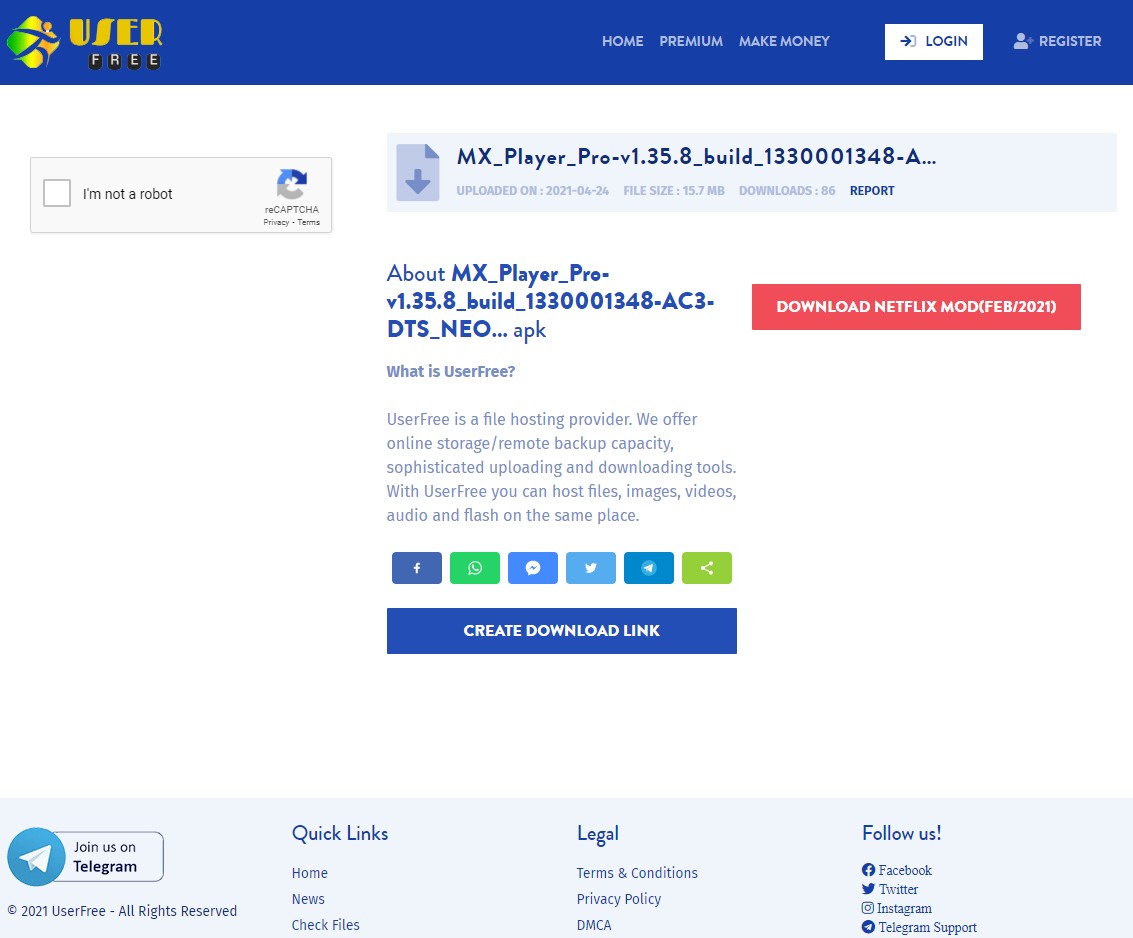 USER
FREE
HOME PREMIUM MAKE MONEY LOGIN REGISTER
I'm not a robot
reCAPTCHA
Privacy - Terms
MX_Player_Pro-v1.35.8_build_1330001348-A...
UPLOADED ON : 2021-04-24 FILE SIZE : 15.7 MB DOWNLOADS : 86 REPORT
About MX_Player_Pro-
v1.35.8_build_1330001348-AC3-
DTS_NEO... apk
DOWNLOAD NETFLIX MOD(FEB/2021)
What is UserFree?
UserFree is a file hosting provider. We offer
online storage/remote backup capacity,
sophisticated uploading and downloading tools.
With UserFree you can host files, images, videos,
audio and flash on the same place.
CREATE DOWNLOAD LINK
Join us on
Telegram
© 2021 UserFree - All Rights Reserved
Quick Links
Home
News
Check Files
Legal
Terms & Conditions
Privacy Policy
DMCA
Follow us!
Facebook
Twitter
Instagram
Telegram Support